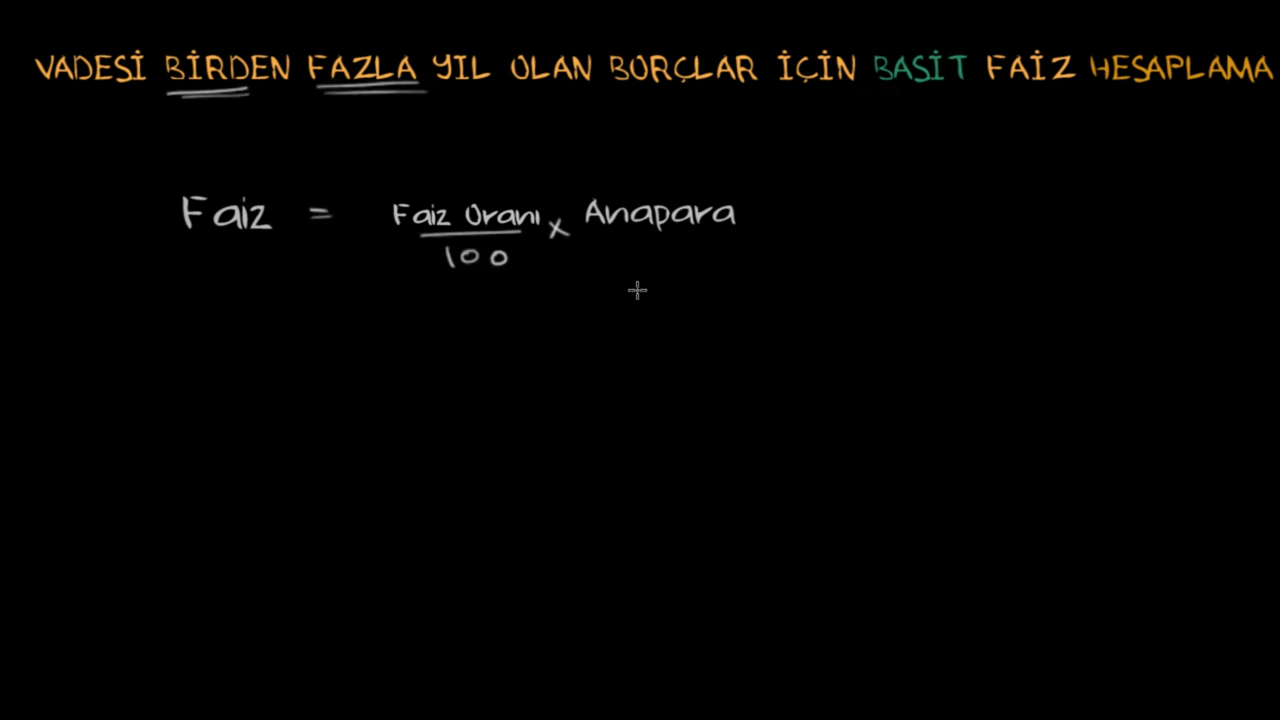 VADESİ BİRDEN FAZLA YIL OLAN BORÇLAR İÇİN BASİT FAİZ HESAPLAMA
Faiz = Faiz Oranı x Anapara
100